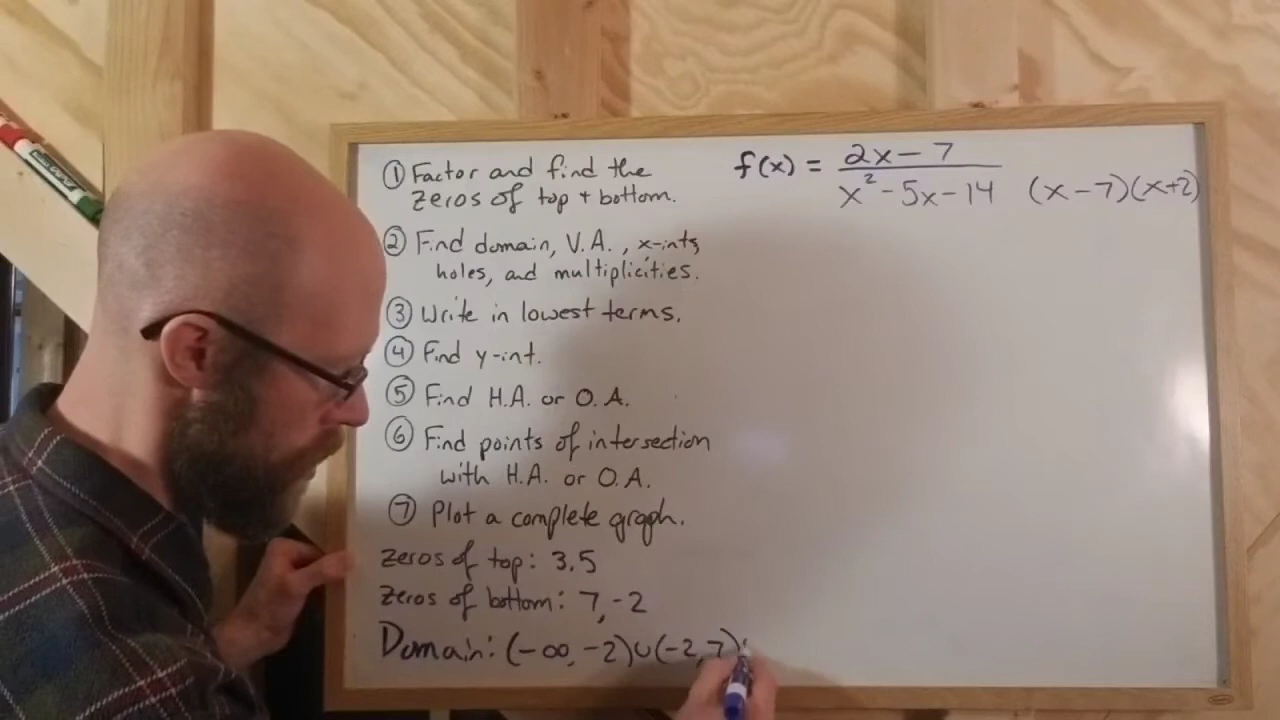 ① Factor and find the
zeros of top + bottom.
② Find domain, V.A., x-ints,
holes, and multiplicities.
③ Write in lowest terms.
④ Find y-int.
⑤ Find H.A. or O.A.
⑥ Find points of intersection
with H.A. or O.A.
⑦ Plot a complete graph.
zeros of top: 3.5
zeros of bottom: 7, -2
Domain: (-∞, -2)∪(-2, 7)
f(x) = 2x - 7
x² - 5x - 14 (x - 7)(x + 2)